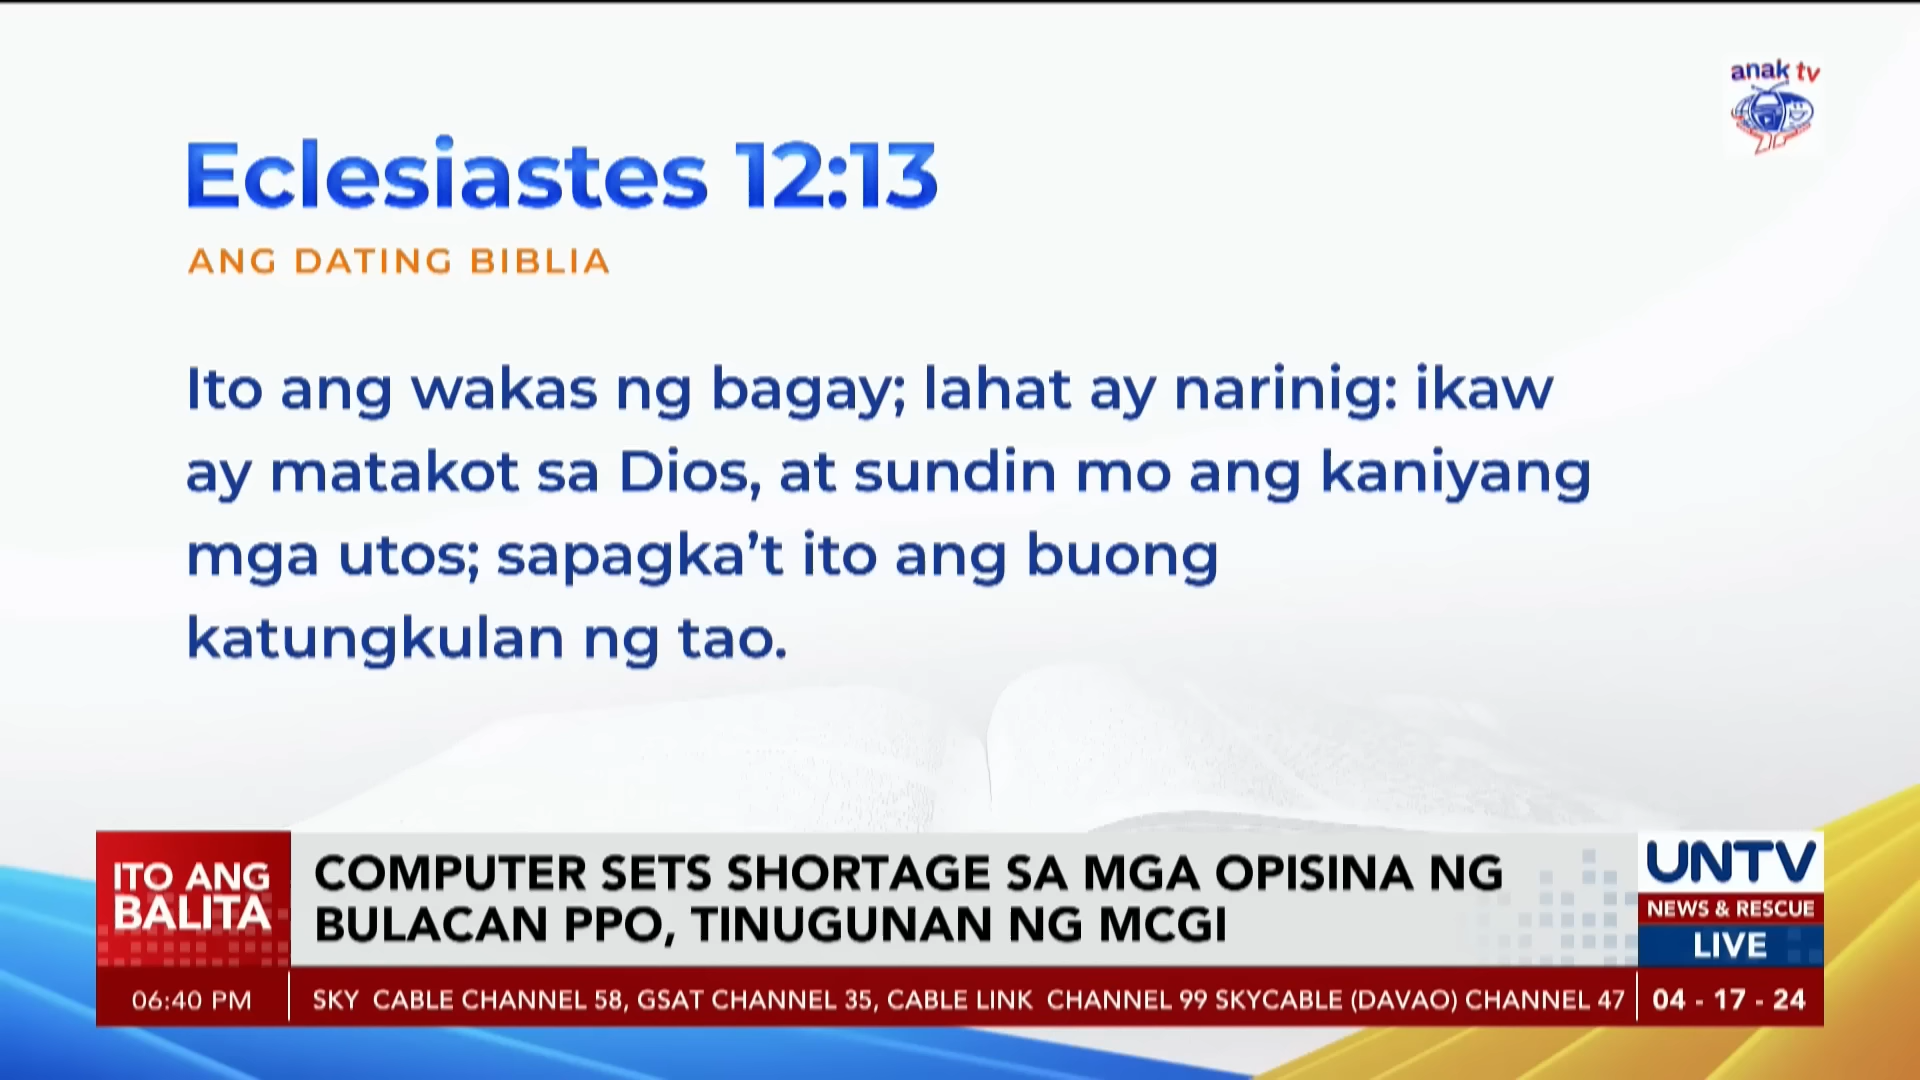 anak tv
Eclesiastes 12:13
ANG DATING BIBLIA
Ito ang wakas ng bagay; lahat ay narinig: ikaw
ay matakot sa Dios, at sundin mo ang kaniyang
mga utos; sapagka’t ito ang buong
katungkulan ng tao.
ITO ANG
BALITA
COMPUTER SETS SHORTAGE SA MGA OPISINA NG
BULACAN PPO, TINUGUNAN NG MCGI
UNTV
NEWS & RESCUE
LIVE
06:40 PM
SKY CABLE CHANNEL 58, GSAT CHANNEL 35, CABLE LINK CHANNEL 99 SKYCABLE (DAVAO) CHANNEL 47
04 - 17 - 24